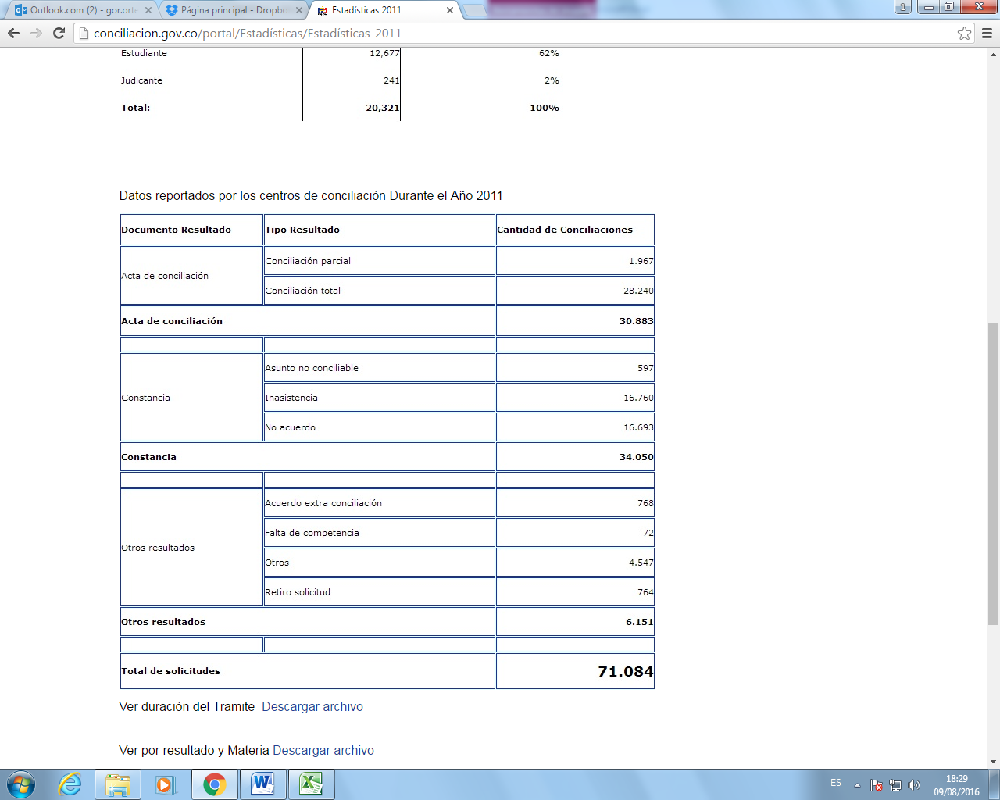 Outlook.com (2) - gor.orte
Página principal - Dropbo
Estadísticas 2011
1
conciliacion.gov.co/portal/Estadísticas/Estadísticas-2011
Estudiante 12,677 62%
Judicante 241 2%
Total: 20,321 100%
Datos reportados por los centros de conciliación Durante el Año 2011
Documento Resultado Tipo Resultado Cantidad de Conciliaciones
Acta de conciliación
Conciliación parcial 1.967
Conciliación total 28.240
Acta de conciliación 30.883
Constancia
Asunto no conciliable 597
Inasistencia 16.760
No acuerdo 16.693
Constancia 34.050
Otros resultados
Acuerdo extra conciliación 768
Falta de competencia 72
Otros 4.547
Retiro solicitud 764
Otros resultados 6.151
Total de solicitudes 71.084
Ver duración del Tramite Descargar archivo
Ver por resultado y Materia Descargar archivo
ES
18:29
09/08/2016